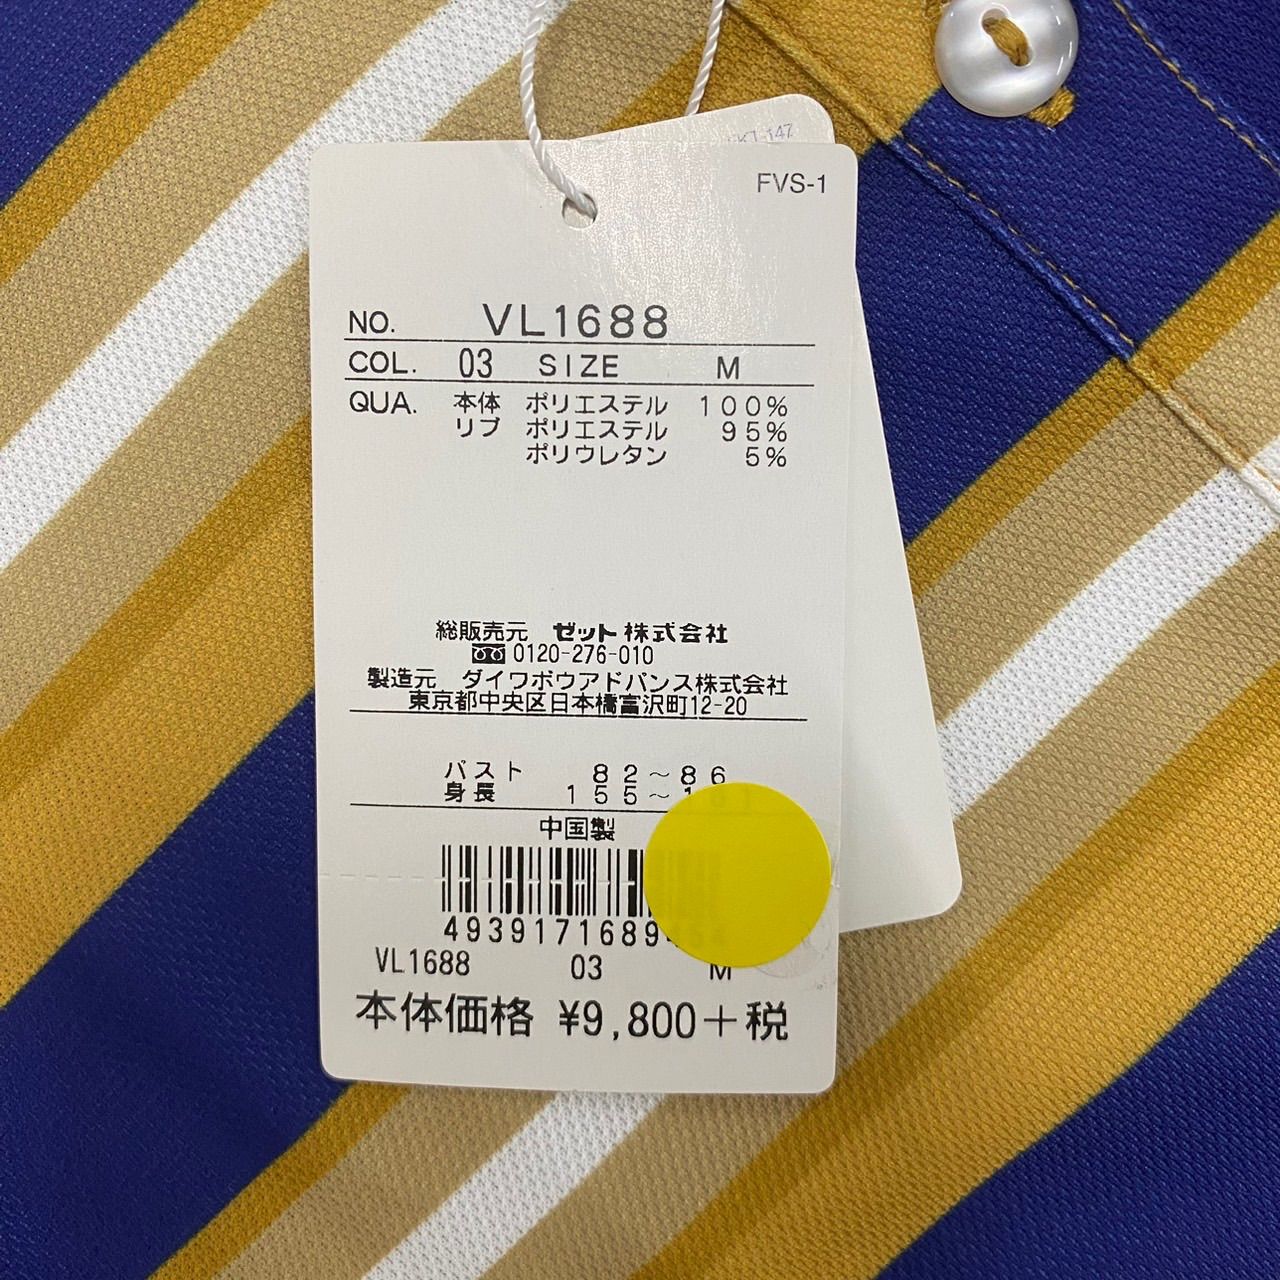 147
FVS-1
NO. VL1688
COL. 03 SIZE M
QUA. 本体 ポリエステル 100%
リブ ポリエステル 95%
ポリウレタン 5%
総販売元 ゼット株式会社
0120-276-010
製造元 ダイワボウアドバンス株式会社
東京都中央区日本橋富沢町12-20
バスト 82～86
身長 155～161
中国製
4939171689454
VL1688 03 M
本体価格 ¥9,800+税